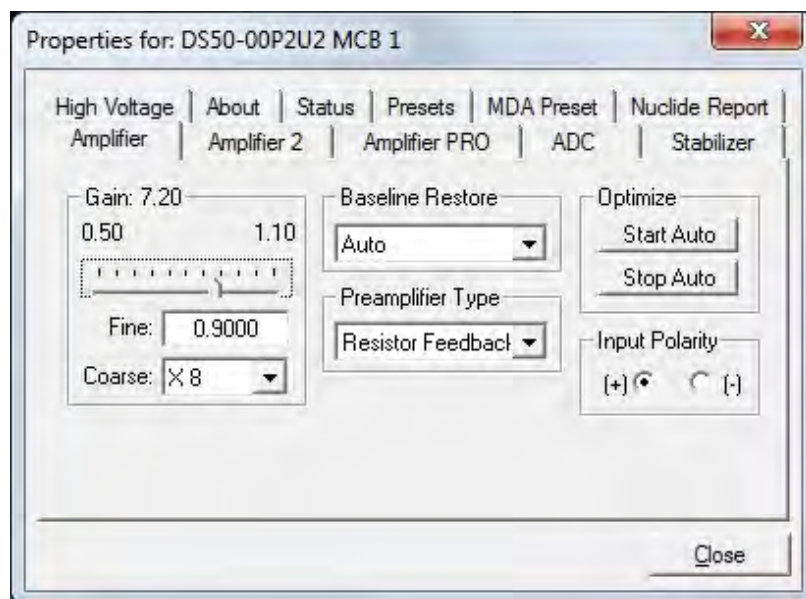 Properties for: DS50-00P2U2 MCB 1
High Voltage About Status Presets MDA Preset Nuclide Report
Amplifier Amplifier 2 Amplifier PRO ADC Stabilizer
Gain: 7.20
0.50 1.10
Fine: 0.9000
Coarse: X 8
Baseline Restore
Auto
Preamplifier Type
Resistor Feedback
Optimize
Start Auto
Stop Auto
Input Polarity
(+) (-)
Close